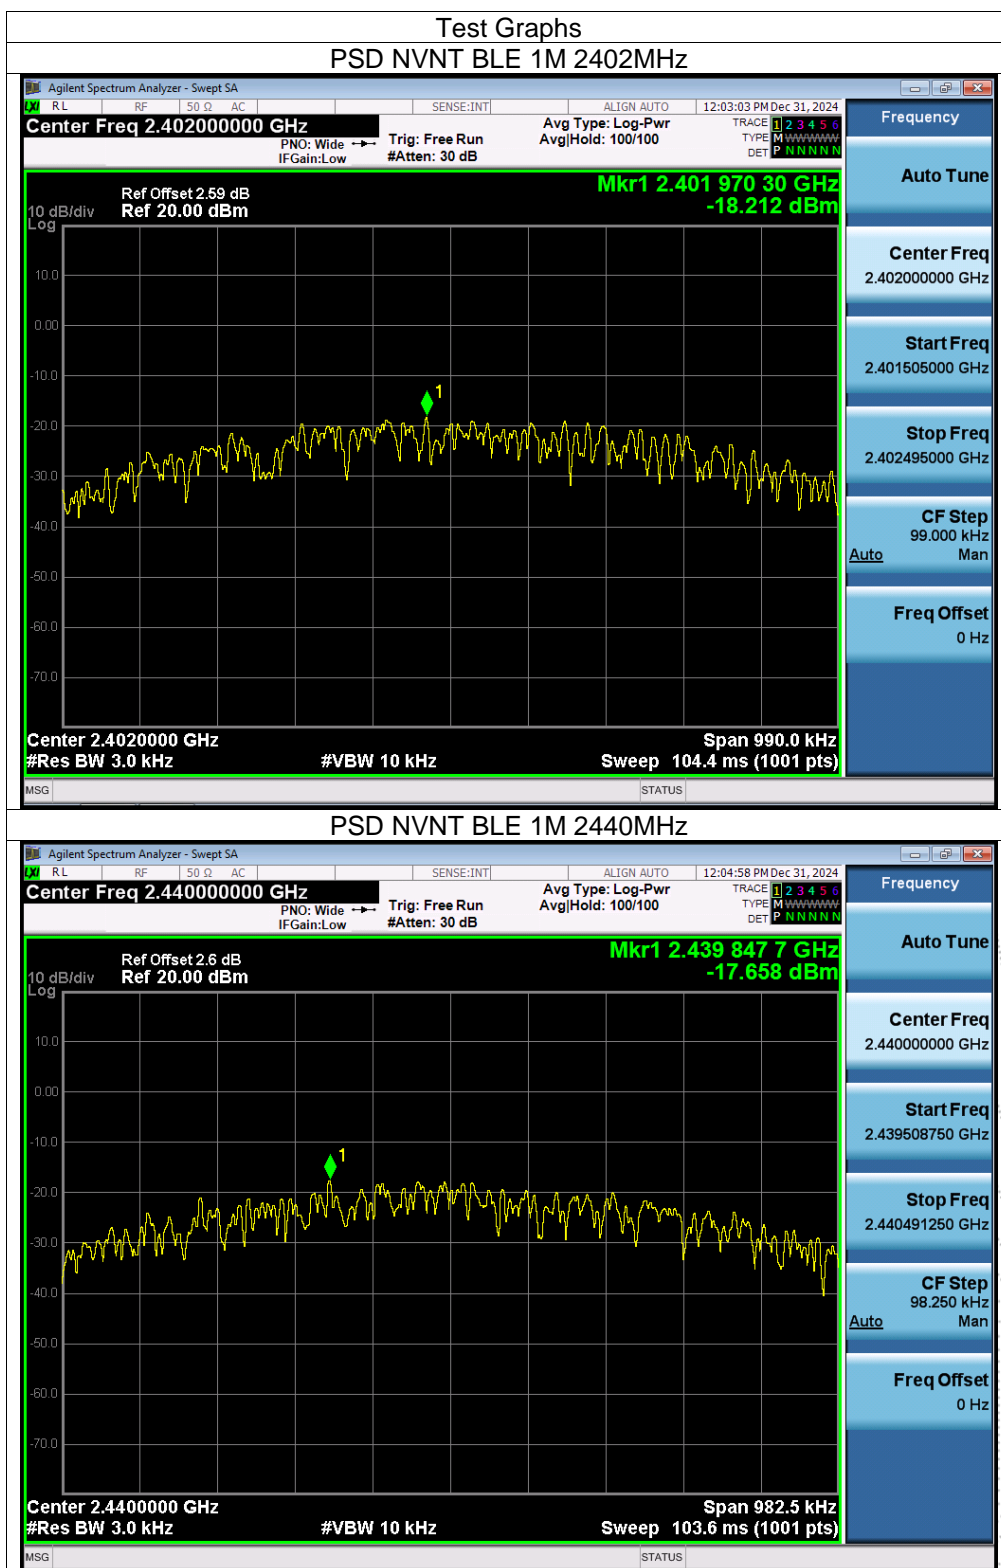 Test Graphs
PSD NVNT BLE 1M 2402MHz
Agilent Spectrum Analyzer - Swept SA
LXI RL RF 50 Ω AC SENSE:INT ALIGN AUTO 12:03:03 PM Dec 31, 2024
Center Freq 2.402000000 GHz
PNO: Wide
IFGain:Low
Trig: Free Run
#Atten: 30 dB
Avg Type: Log-Pwr
Avg|Hold: 100/100
TRACE 1 2 3 4 5 6
TYPE M WWWWW
DET P N N N N N
Ref Offset 2.59 dB
Ref 20.00 dBm
10 dB/div
Log
Mkr1 2.401 970 30 GHz
-18.212 dBm
10.0
0.00
-10.0
-20.0
-30.0
-40.0
-50.0
-60.0
-70.0
1
Center 2.4020000 GHz
#Res BW 3.0 kHz
#VBW 10 kHz
Span 990.0 kHz
Sweep 104.4 ms (1001 pts)
MSG
STATUS
Frequency
Auto Tune
Center Freq
2.402000000 GHz
Start Freq
2.401505000 GHz
Stop Freq
2.402495000 GHz
CF Step
99.000 kHz
Auto Man
Freq Offset
0 Hz
PSD NVNT BLE 1M 2440MHz
Agilent Spectrum Analyzer - Swept SA
LXI RL RF 50 Ω AC SENSE:INT ALIGN AUTO 12:04:58 PM Dec 31, 2024
Center Freq 2.440000000 GHz
PNO: Wide
IFGain:Low
Trig: Free Run
#Atten: 30 dB
Avg Type: Log-Pwr
Avg|Hold: 100/100
TRACE 1 2 3 4 5 6
TYPE M WWWWW
DET P N N N N N
Ref Offset 2.6 dB
Ref 20.00 dBm
10 dB/div
Log
Mkr1 2.439 847 7 GHz
-17.658 dBm
10.0
0.00
-10.0
-20.0
-30.0
-40.0
-50.0
-60.0
-70.0
1
Center 2.4400000 GHz
#Res BW 3.0 kHz
#VBW 10 kHz
Span 982.5 kHz
Sweep 103.6 ms (1001 pts)
MSG
STATUS
Frequency
Auto Tune
Center Freq
2.440000000 GHz
Start Freq
2.439508750 GHz
Stop Freq
2.440491250 GHz
CF Step
98.250 kHz
Auto Man
Freq Offset
0 Hz